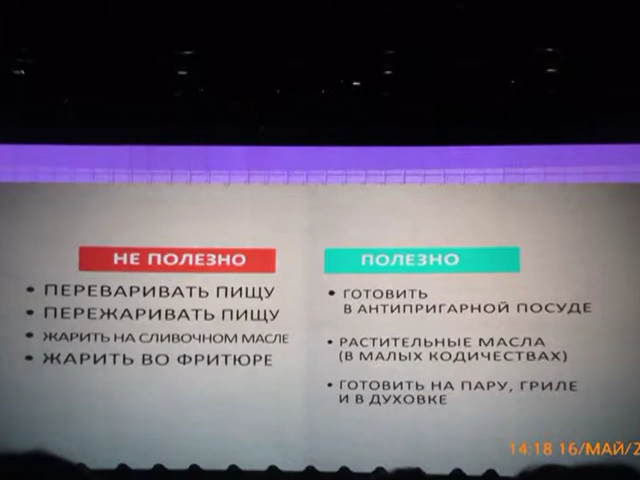 НЕ ПОЛЕЗНО
• ПЕРЕВАРИВАТЬ ПИЩУ
• ПЕРЕЖАРИВАТЬ ПИЩУ
• ЖАРИТЬ НА СЛИВОЧНОМ МАСЛЕ
• ЖАРИТЬ ВО ФРИТЮРЕ
ПОЛЕЗНО
• ГОТОВИТЬ
В АНТИПРИГАРНОЙ ПОСУДЕ
• РАСТИТЕЛЬНЫЕ МАСЛА
(В МАЛЫХ КОДИЧЕСТВАХ)
• ГОТОВИТЬ НА ПАРУ, ГРИЛЕ
И В ДУХОВКЕ
14:18 16/МАЙ/2